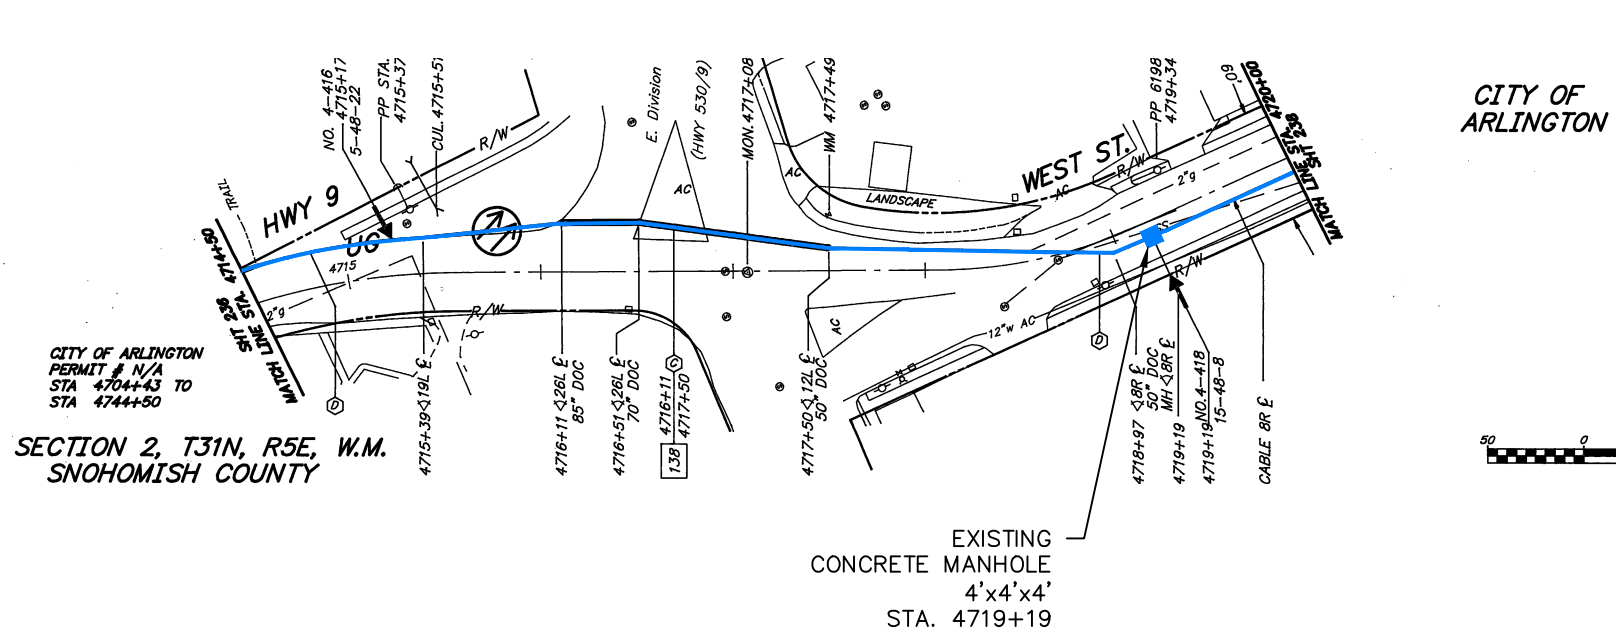 NO. 4-416
4715+17
5-48-22
PP STA.
4715+37
CUL. 4715+51
E. Division
(HWY 530/9)
MON. 4717+08
WM 4717+49
PP 6198
4719+34
60'
MATCH LINE STA. 4720+00
SHT 238
CITY OF
ARLINGTON
TRAIL
HWY 9
R/W
AC
AC
LANDSCAPE
WEST ST.
AC
R/W
2"g
UG
4715
MATCH LINE STA. 4714+50
SHT 236
2"g
R/W
AC
12"w AC
R/W
D
C
D
CITY OF ARLINGTON
PERMIT # N/A
STA 4704+43 TO
STA 4744+50
SECTION 2, T31N, R5E, W.M.
SNOHOMISH COUNTY
4715+39 19L ℄
4716+11 26L ℄
85" DOC
4716+51 26L ℄
70" DOC
4716+11
4717+50
138
4717+50 12L ℄
50" DOC
4718+97 8R ℄
50" DOC
MH 8R ℄
4719+19
NO.4-418
4719+19
15-48-8
CABLE 8R ℄
50
0
EXISTING
CONCRETE MANHOLE
4'x4'x4'
STA. 4719+19